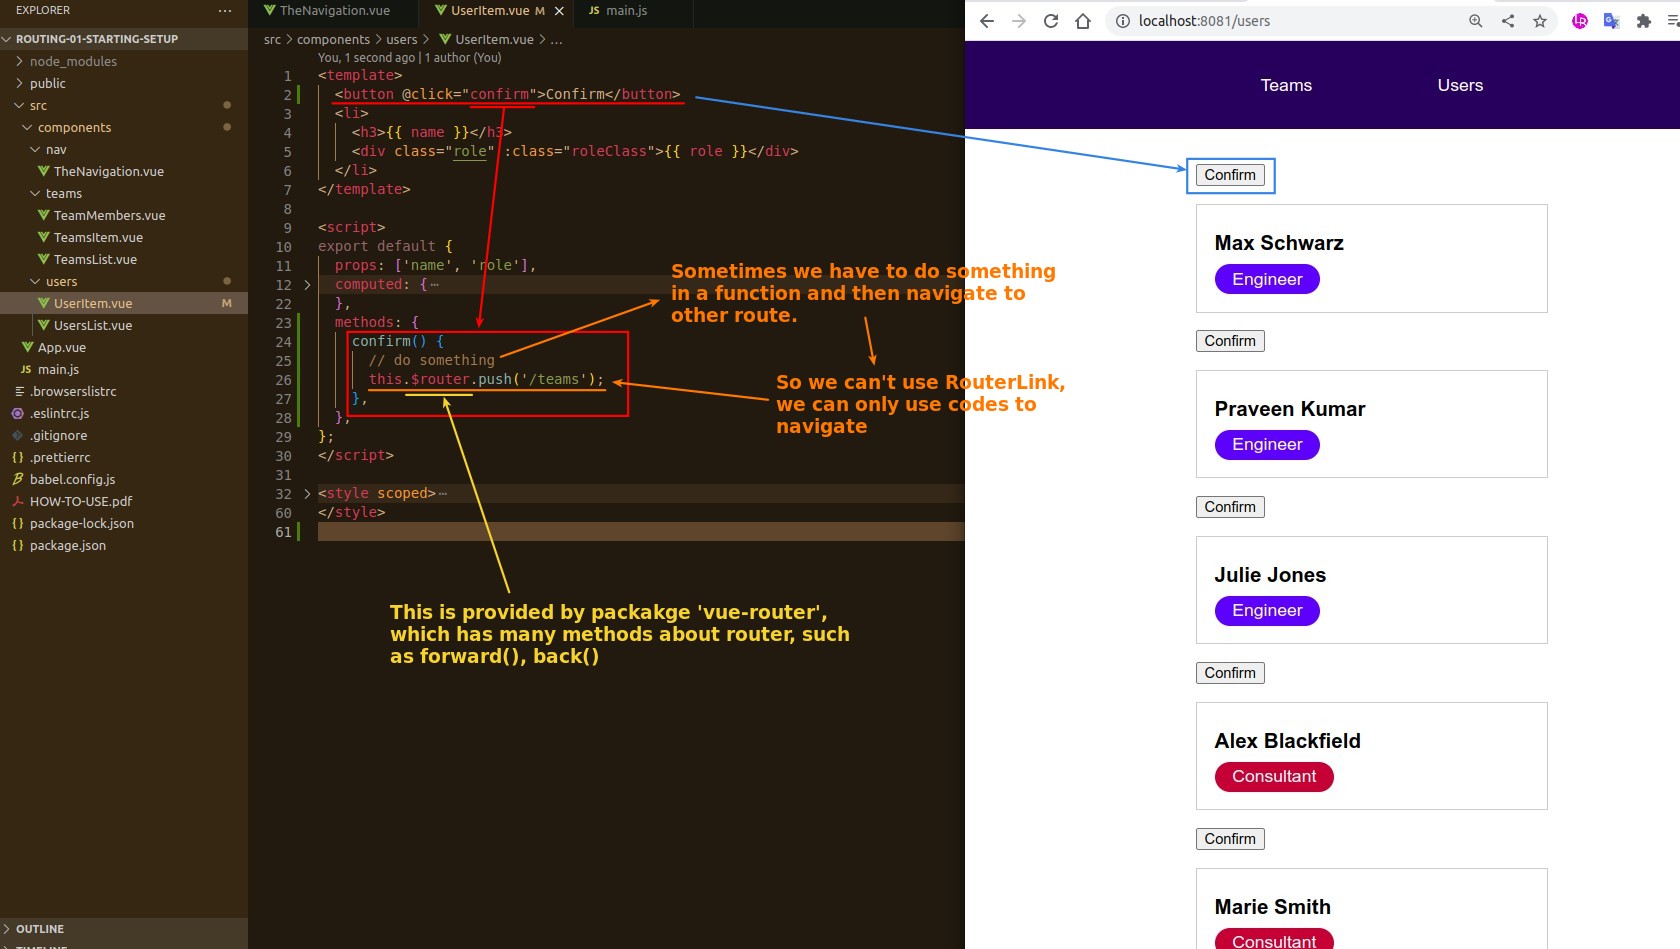 EXPLORER
ROUTING-01-STARTING-SETUP
node_modules
public
src
components
nav
TheNavigation.vue
teams
TeamMembers.vue
TeamsItem.vue
TeamsList.vue
users
UserItem.vue M
UsersList.vue
App.vue
JS main.js
.browserslistrc
.eslintrc.js
.gitignore
.prettierrc
babel.config.js
HOW-TO-USE.pdf
package-lock.json
package.json
OUTLINE
TIMELINE
TheNavigation.vue
UserItem.vue M
JS main.js
src > components > users > UserItem.vue > ...
You, 1 second ago | 1 author (You)
1 <template>
2 <button @click="confirm">Confirm</button>
3 <li>
4 <h3>{{ name }}</h3>
5 <div class="role" :class="roleClass">{{ role }}</div>
6 </li>
7 </template>
8
9 <script>
10 export default {
11 props: ['name', 'role'],
12 computed: {⋯
22 },
23 methods: {
24 confirm() {
25 // do something
26 this.$router.push('/teams');
27 },
28 },
29 };
30 </script>
31
32 <style scoped>⋯
60 </style>
61
Sometimes we have to do something
in a function and then navigate to
other route.
So we can't use RouterLink,
we can only use codes to
navigate
This is provided by packakge 'vue-router',
which has many methods about router, such
as forward(), back()
localhost:8081/users
Teams
Users
Confirm
Max Schwarz
Engineer
Confirm
Praveen Kumar
Engineer
Confirm
Julie Jones
Engineer
Confirm
Alex Blackfield
Consultant
Confirm
Marie Smith
Consultant